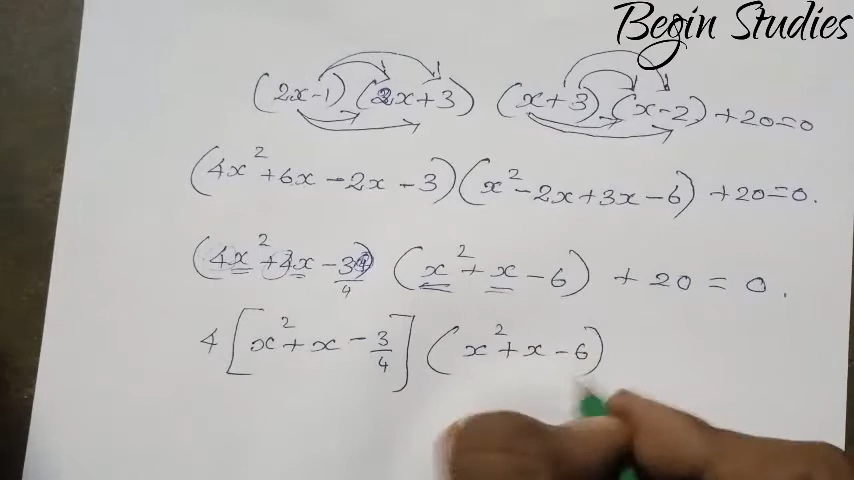 Begin Studies
(2x-1) (2x+3) (x+3) (x-2) +20=0
(4x²+6x-2x-3)(x²-2x+3x-6) +20=0.
(4x²+4x-3/4) (x²+x-6) +20=0.
4[x²+x-3/4](x²+x-6)